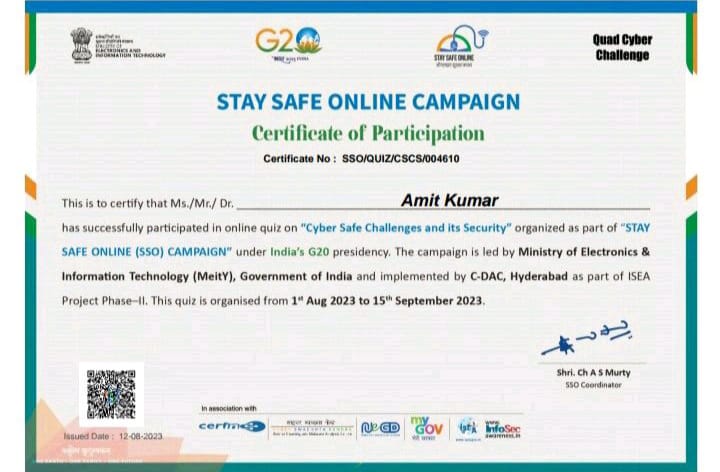 ELECTRONICS AND
INFORMATION TECHNOLOGY
G20
STAY SAFE ONLINE
Quad Cyber
Challenge
STAY SAFE ONLINE CAMPAIGN
Certificate of Participation
Certificate No : SSO/QUIZ/CSCS/004610
This is to certify that Ms./Mr./ Dr. Amit Kumar
has successfully participated in online quiz on "Cyber Safe Challenges and its Security" organized as part of "STAY
SAFE ONLINE (SSO) CAMPAIGN" under India's G20 presidency. The campaign is led by Ministry of Electronics &
Information Technology (MeitY), Government of India and implemented by C-DAC, Hyderabad as part of ISEA
Project Phase–II. This quiz is organised from 1st Aug 2023 to 15th September 2023.
Shri. Ch A S Murty
SSO Coordinator
Issued Date : 12-08-2023
In association with
my
GOV
मेरी सरकार
www.
InfoSec
awareness.in